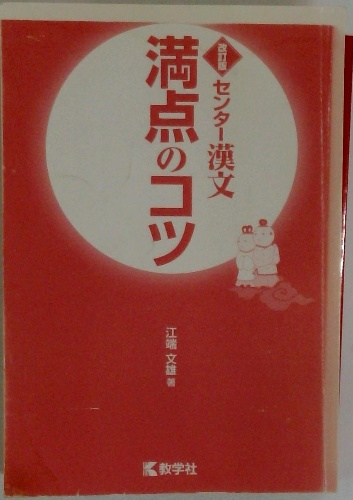 改訂版
センター漢文
満点のコツ
江端 文雄 著
教学社